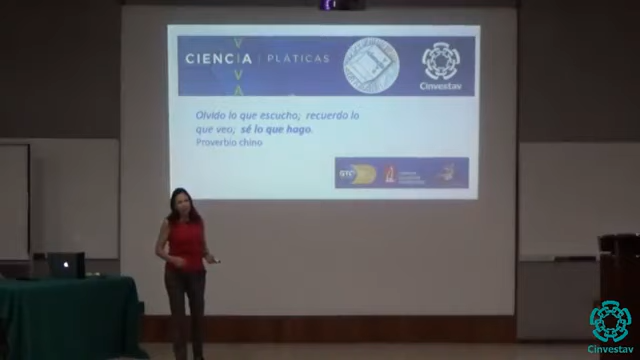 CIENCIA | PLÁTICAS
VIVA
Cinvestav
Olvido lo que escucho; recuerdo lo
que veo; sé lo que hago.
Proverbio chino
GTC
Cinvestav